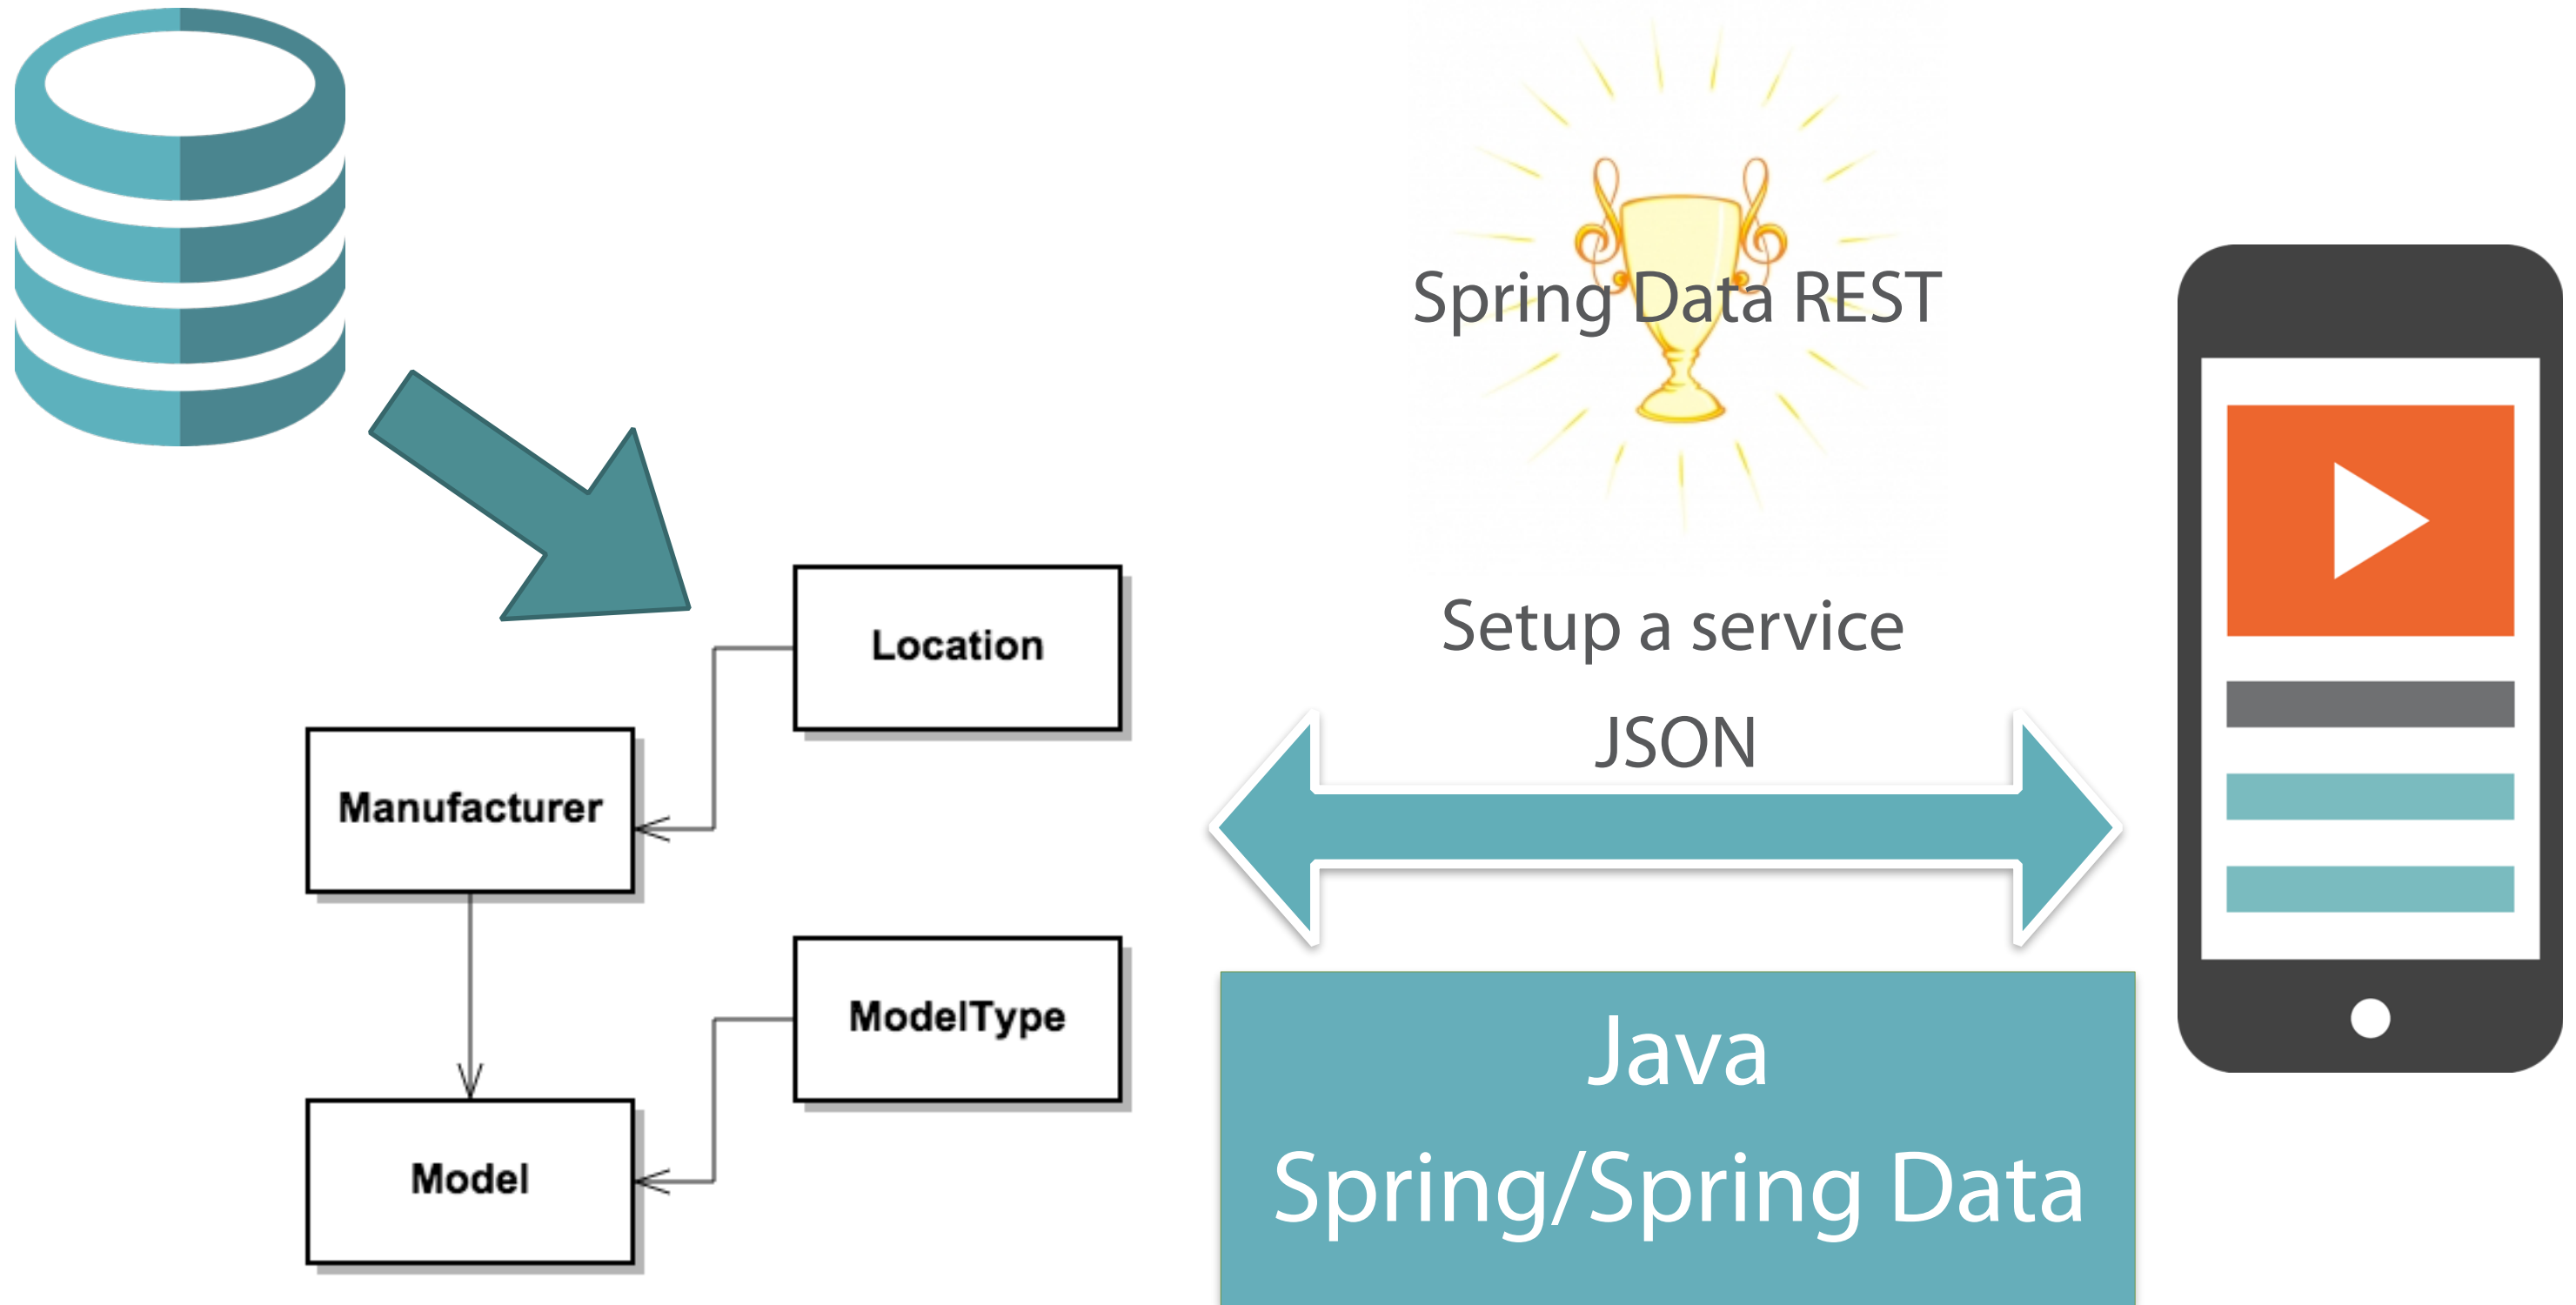 Spring Data REST
Location
Manufacturer
ModelType
Model
Setup a service
JSON
Java
Spring/Spring Data